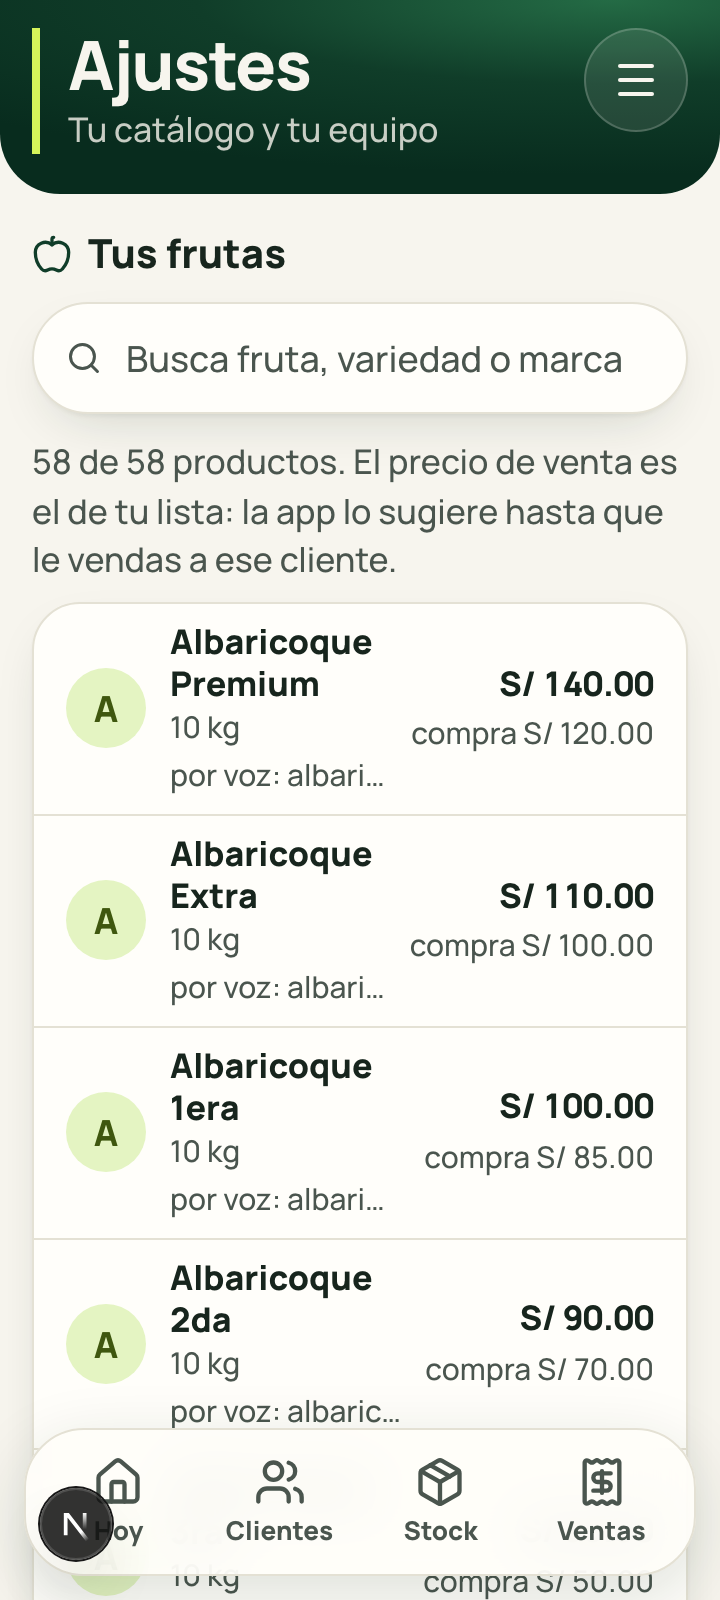 Ajustes
Tu catálogo y tu equipo
Tus frutas
Busca fruta, variedad o marca
58 de 58 productos. El precio de venta es
el de tu lista: la app lo sugiere hasta que
le vendas a ese cliente.
Albaricoque
Premium
S/ 140.00
A
10 kg
compra S/ 120.00
por voz: albari...
Albaricoque
Extra
S/ 110.00
A
10 kg
compra S/ 100.00
por voz: albari...
Albaricoque
1era
S/ 100.00
A
10 kg
compra S/ 85.00
por voz: albari...
Albaricoque
2da
S/ 90.00
A
10 kg
compra S/ 70.00
por voz: albaric...
N
Hoy
Clientes
Stock
Ventas
10 kg
compra S/ 50.00